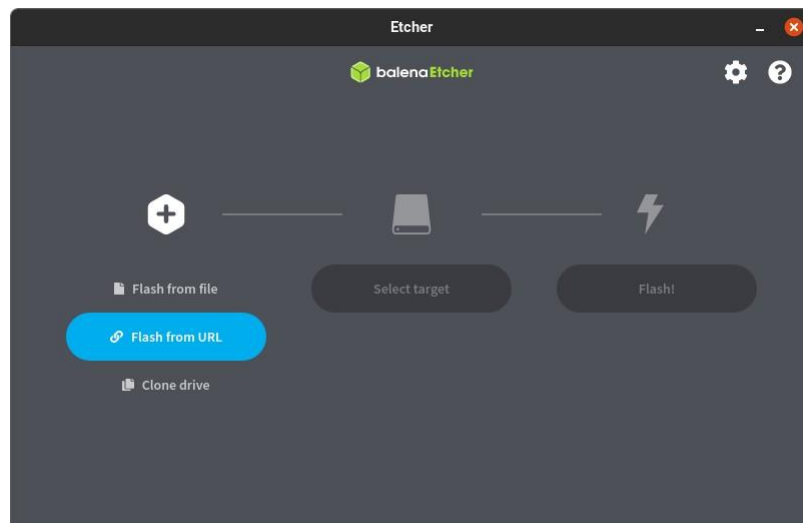 Etcher
balenaEtcher
Flash from file
Select target
Flash!
Flash from URL
Clone drive